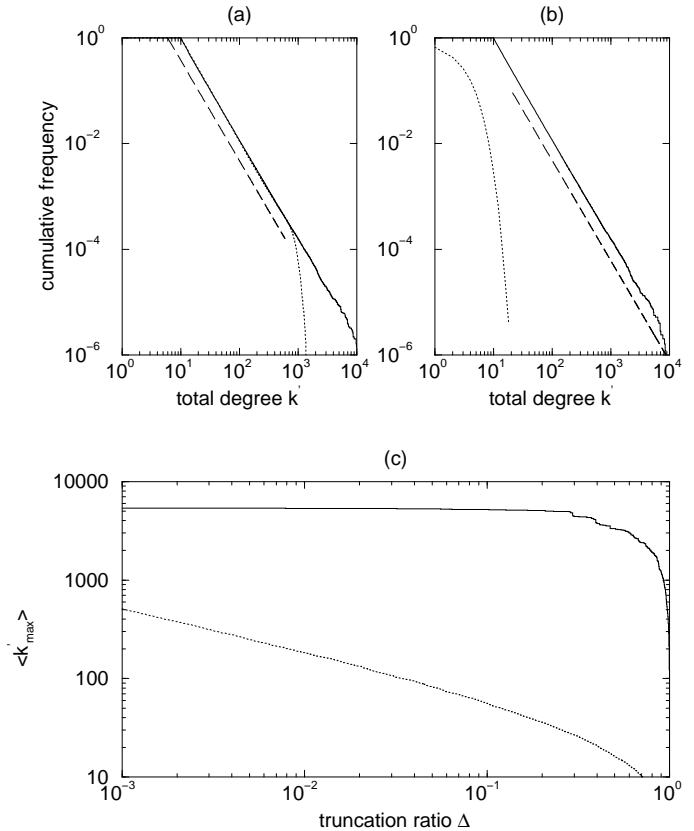 (a)
(b)
cumulative frequency
10^0
10^-2
10^-4
10^-6
10^0 10^1 10^2 10^3 10^4
total degree k'
10^0
10^-2
10^-4
10^-6
10^0 10^1 10^2 10^3 10^4
total degree k'
(c)
<k'max>
10000
1000
100
10
10^-3 10^-2 10^-1 10^0
truncation ratio Δ